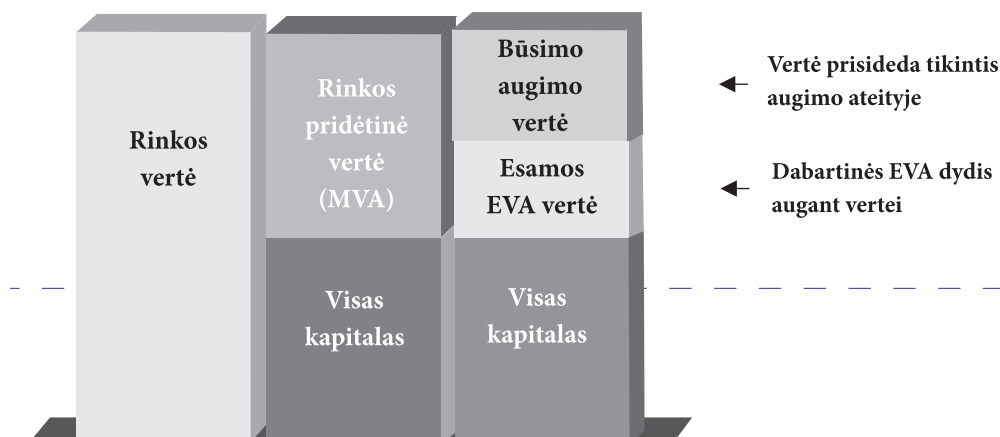 Rinkos
vertė
Rinkos
pridėtinė
vertė
(MVA)
Visas
kapitalas
Būsimo
augimo
vertė
Esamos
EVA vertė
Visas
kapitalas
Vertė prisideda tikintis
augimo ateityje
Dabartinės EVA dydis
augant vertei